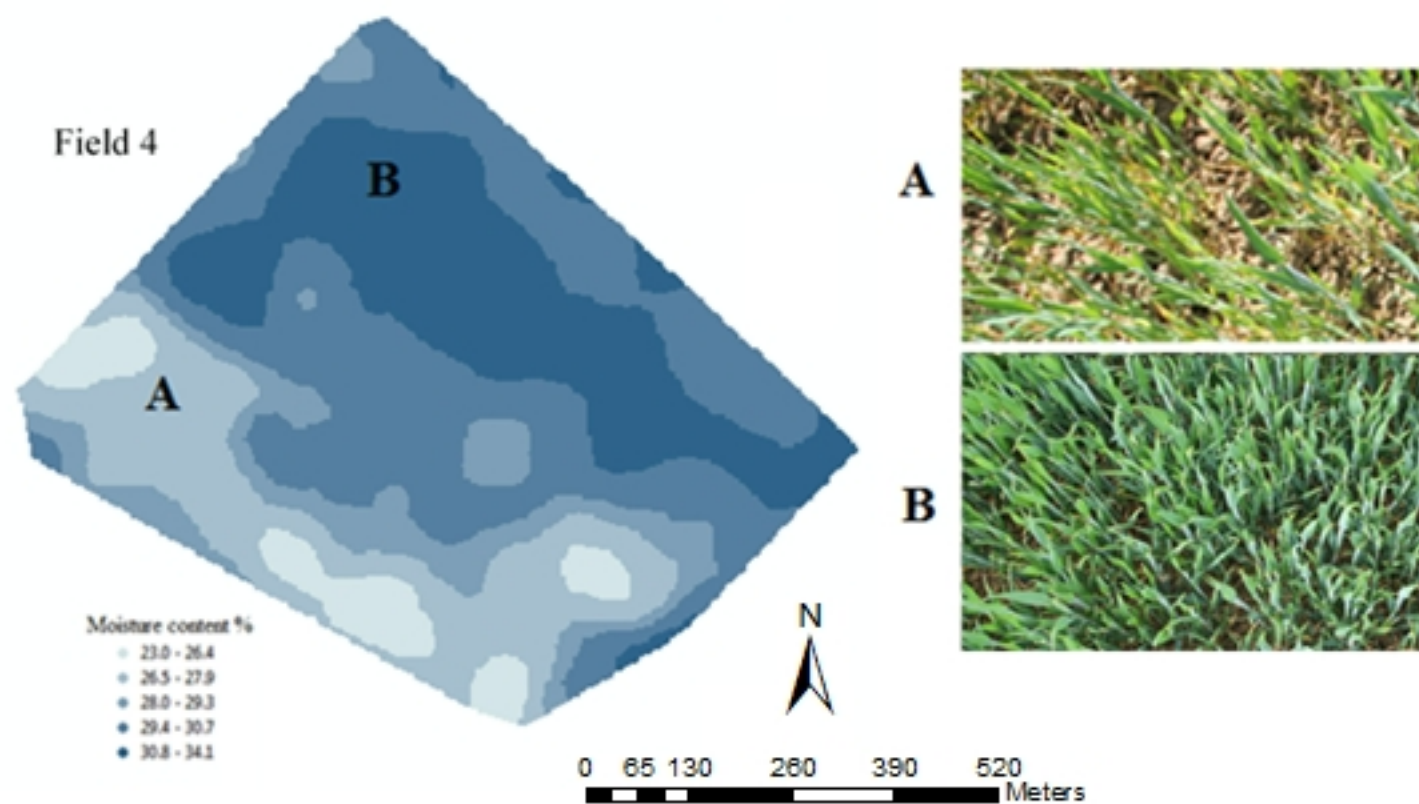 Field 4
B
A
A
B
Moisture content %
23.0 - 26.4
26.5 - 27.9
28.0 - 29.3
29.4 - 30.7
30.8 - 34.1
N
0 65 130 260 390 520
Meters